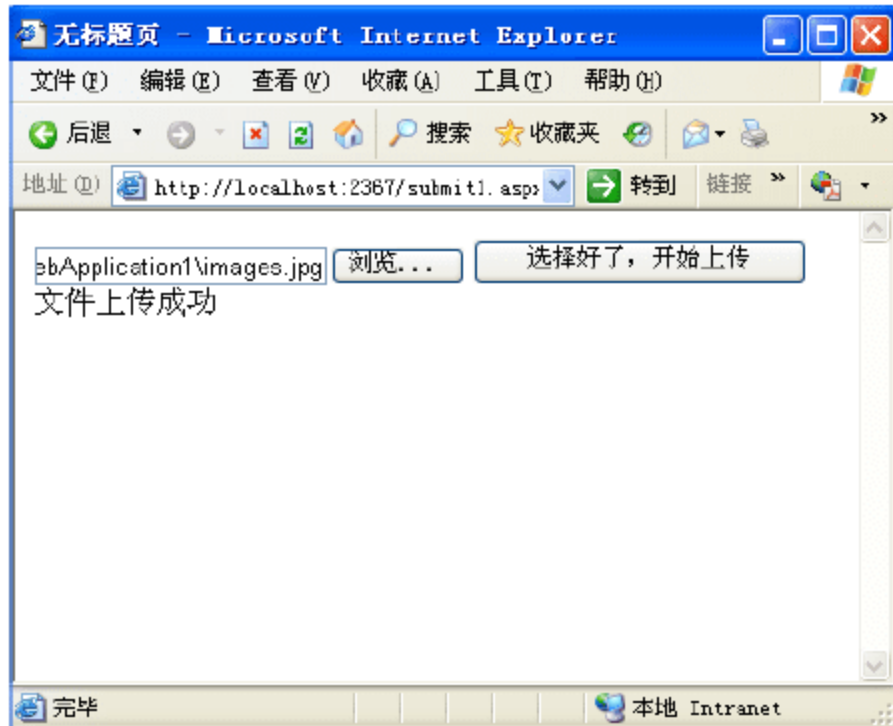 无标题页 - Microsoft Internet Explorer
文件(F) 编辑(E) 查看(V) 收藏(A) 工具(T) 帮助(H)
后退 搜索 收藏夹 »
地址(D) http://localhost:2367/submit1.aspx 转到 链接 »
ebApplication1\images.jpg 浏览... 选择好了，开始上传
文件上传成功
完毕 本地 Intranet